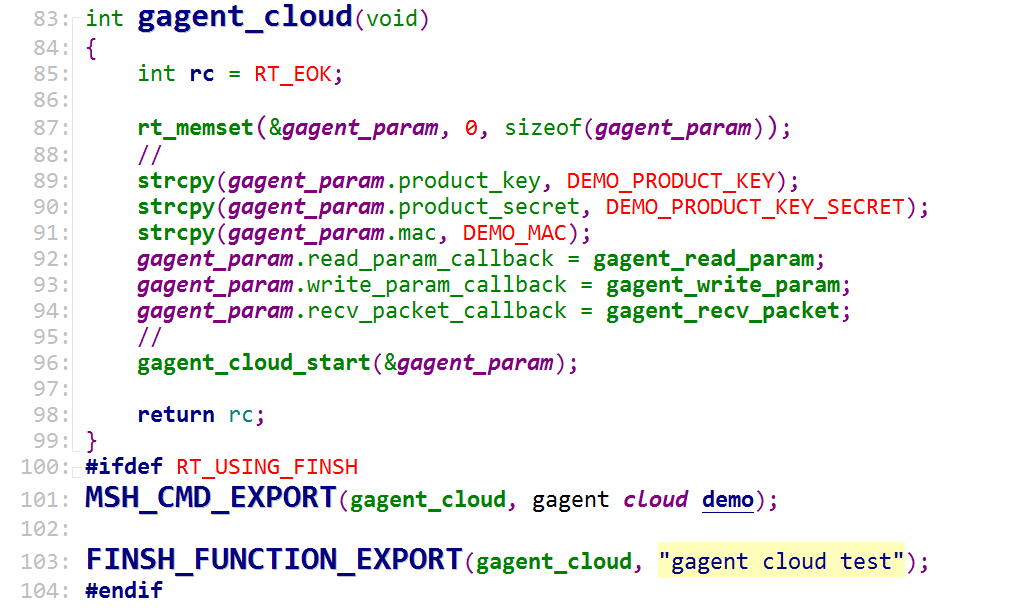 83: int gagent_cloud(void)
84: {
85:     int rc = RT_EOK;
86:
87:     rt_memset(&gagent_param, 0, sizeof(gagent_param));
88:     //
89:     strcpy(gagent_param.product_key, DEMO_PRODUCT_KEY);
90:     strcpy(gagent_param.product_secret, DEMO_PRODUCT_KEY_SECRET);
91:     strcpy(gagent_param.mac, DEMO_MAC);
92:     gagent_param.read_param_callback = gagent_read_param;
93:     gagent_param.write_param_callback = gagent_write_param;
94:     gagent_param.recv_packet_callback = gagent_recv_packet;
95:     //
96:     gagent_cloud_start(&gagent_param);
97:
98:     return rc;
99: }
100: #ifdef RT_USING_FINSH
101: MSH_CMD_EXPORT(gagent_cloud, gagent cloud demo);
102:
103: FINSH_FUNCTION_EXPORT(gagent_cloud, "gagent cloud test");
104: #endif